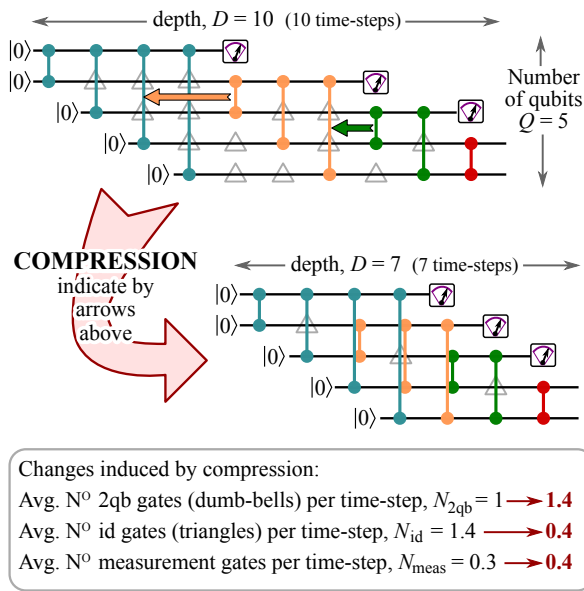 depth, D = 10 (10 time-steps)
|0⟩
|0⟩
|0⟩
|0⟩
|0⟩
Number
of qubits
Q = 5
COMPRESSION
indicate by
arrows
above
depth, D = 7 (7 time-steps)
|0⟩
|0⟩
|0⟩
|0⟩
|0⟩
Changes induced by compression:
Avg. Nº 2qb gates (dumb-bells) per time-step, N2qb = 1 → 1.4
Avg. Nº id gates (triangles) per time-step, Nid = 1.4 → 0.4
Avg. Nº measurement gates per time-step, Nmeas = 0.3 → 0.4